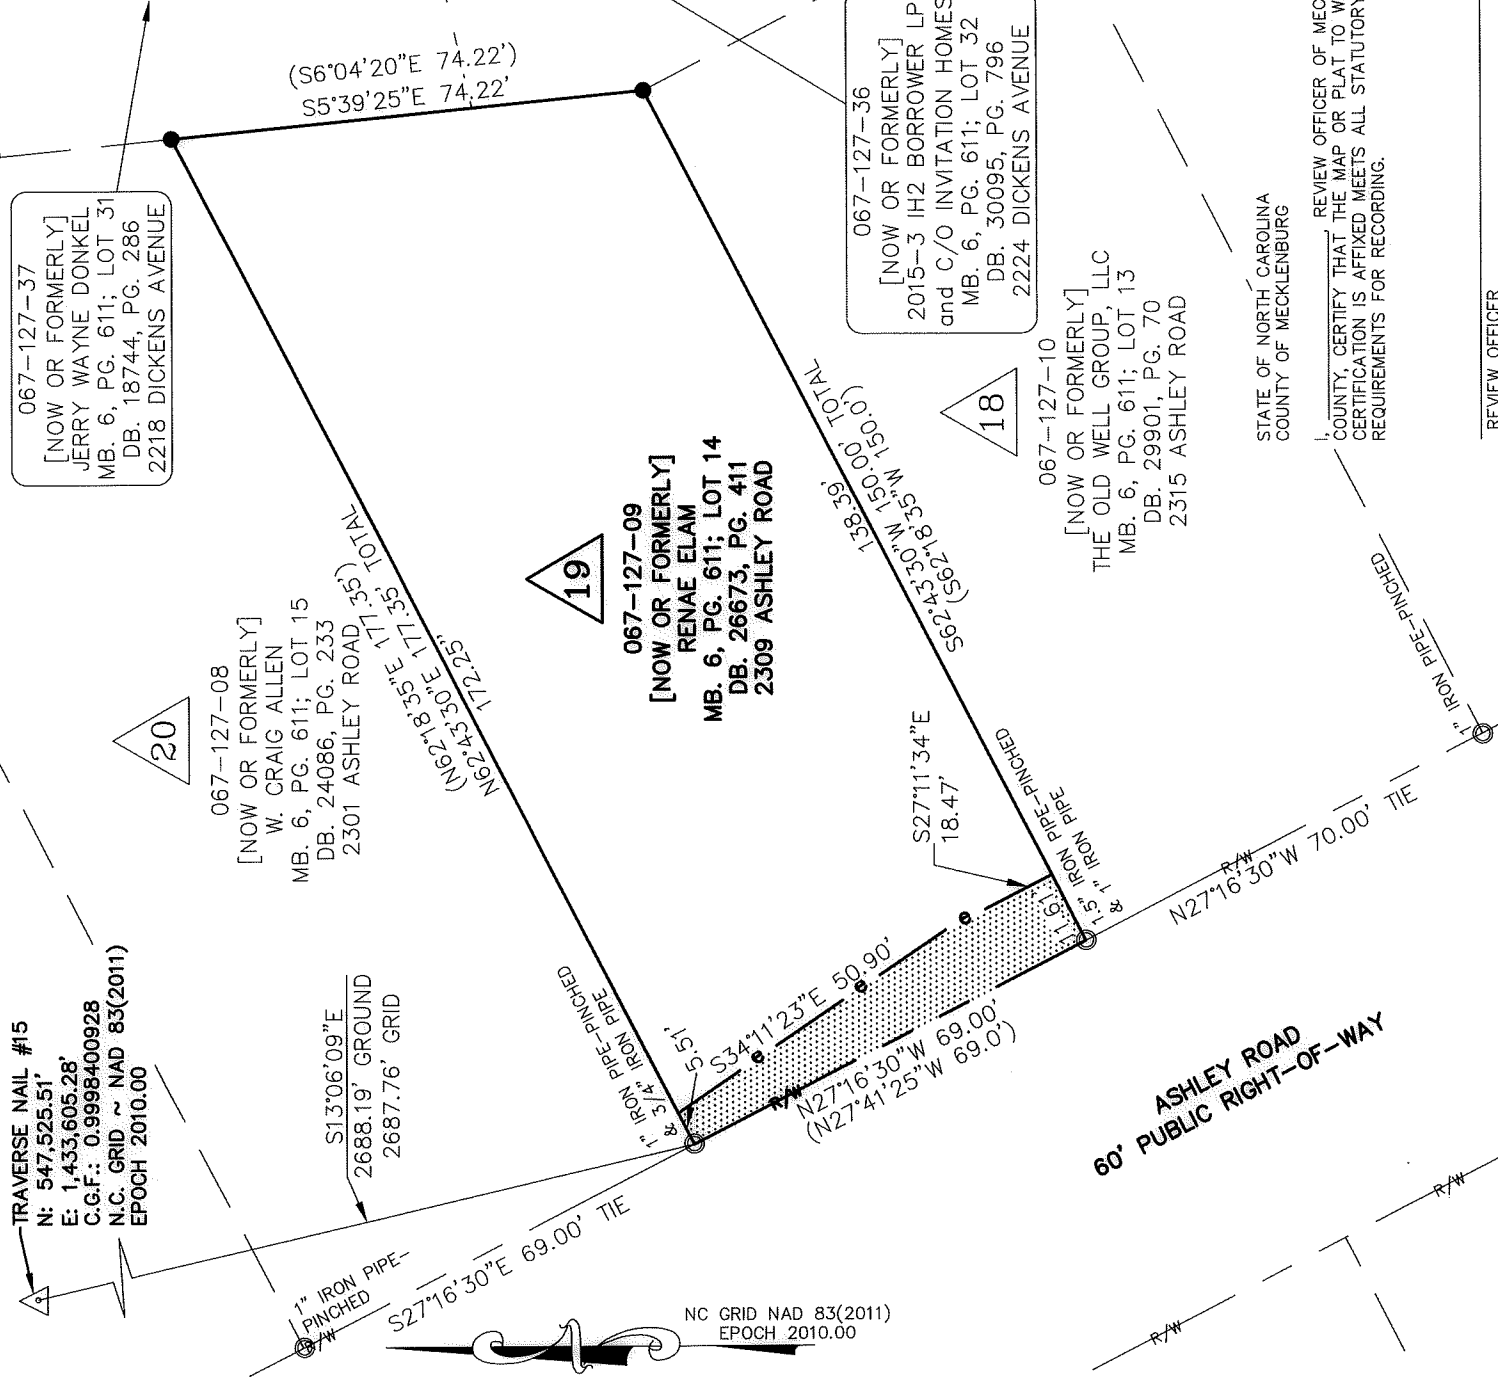 TRAVERSE NAIL #15
N: 547,525.51'
E: 1,433,605.28'
C.G.F.: 0.99984009​28
N.C. GRID ~ NAD 83(2011)
EPOCH 2010.00
S13°06'09"E
2688.19' GROUND
2687.76' GRID
1" IRON PIPE-
PINCHED
R/W
S27°16'30"E 69.00' TIE
NC GRID NAD 83(2011)
EPOCH 2010.00
067-127-37
[NOW OR FORMERLY]
JERRY WAYNE DONKEL
MB. 6, PG. 611; LOT 31
DB. 18744, PG. 286
2218 DICKENS AVENUE
(S6°04'20"E 74.22')
S5°39'25"E 74.22'
20
067-127-08
[NOW OR FORMERLY]
W. CRAIG ALLEN
MB. 6, PG. 611; LOT 15
DB. 24086, PG. 233
2301 ASHLEY ROAD
(N62°18'35"E 177.35')
N62°43'30"E 177.35' TOTAL
172.25"
1" IRON PIPE-PINCHED
& 3/4" IRON PIPE
5.51'
19
067-127-09
[NOW OR FORMERLY]
RENAE ELAM
MB. 6, PG. 611; LOT 14
DB. 26673, PG. 411
2309 ASHLEY ROAD
S34°11'23"E 50.90'
e
e
e
R/W
N27°16'30"W 69.00'
(N27°41'25"W 69.0')
S27°11'34"E
18.47'
11.61'
1.5" IRON PIPE-PINCHED
& 1" IRON PIPE
138.39'
S62°43'30"W 150.00' TOTAL
(S62°18'35"W 150.0')
067-127-36
[NOW OR FORMERLY]
2015-3 IH2 BORROWER LP
and C/O INVITATION HOMES
MB. 6, PG. 611; LOT 32
DB. 30095, PG. 796
2224 DICKENS AVENUE
18
067-127-10
[NOW OR FORMERLY]
THE OLD WELL GROUP, LLC
MB. 6, PG. 611; LOT 13
DB. 29901, PG. 70
2315 ASHLEY ROAD
R/W
N27°16'30"W 70.00' TIE
1" IRON PIPE-PINCHED
ASHLEY ROAD
60' PUBLIC RIGHT-OF-WAY
R/W
R/W
STATE OF NORTH CAROLINA
COUNTY OF MECKLENBURG
I, REVIEW OFFICER OF MEC
COUNTY, CERTIFY THAT THE MAP OR PLAT TO W
CERTIFICATION IS AFFIXED MEETS ALL STATUTORY
REQUIREMENTS FOR RECORDING.
REVIEW OFFICER